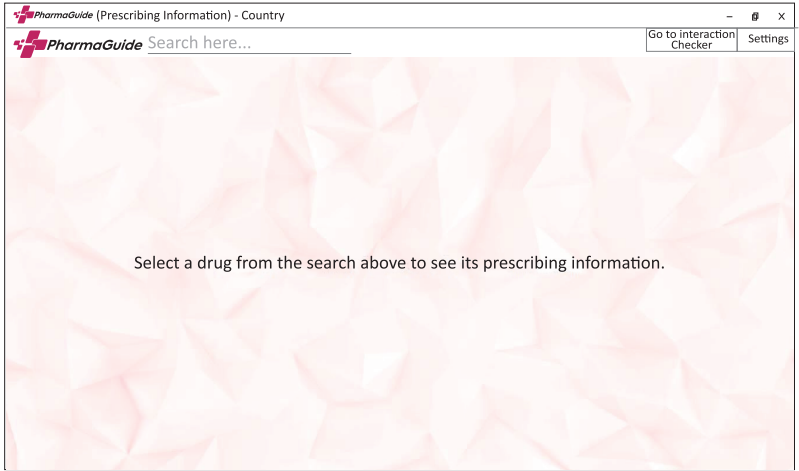 PharmaGuide (Prescribing Information) - Country
PharmaGuide Search here...
Go to interaction
Checker
Settings
Select a drug from the search above to see its prescribing information.